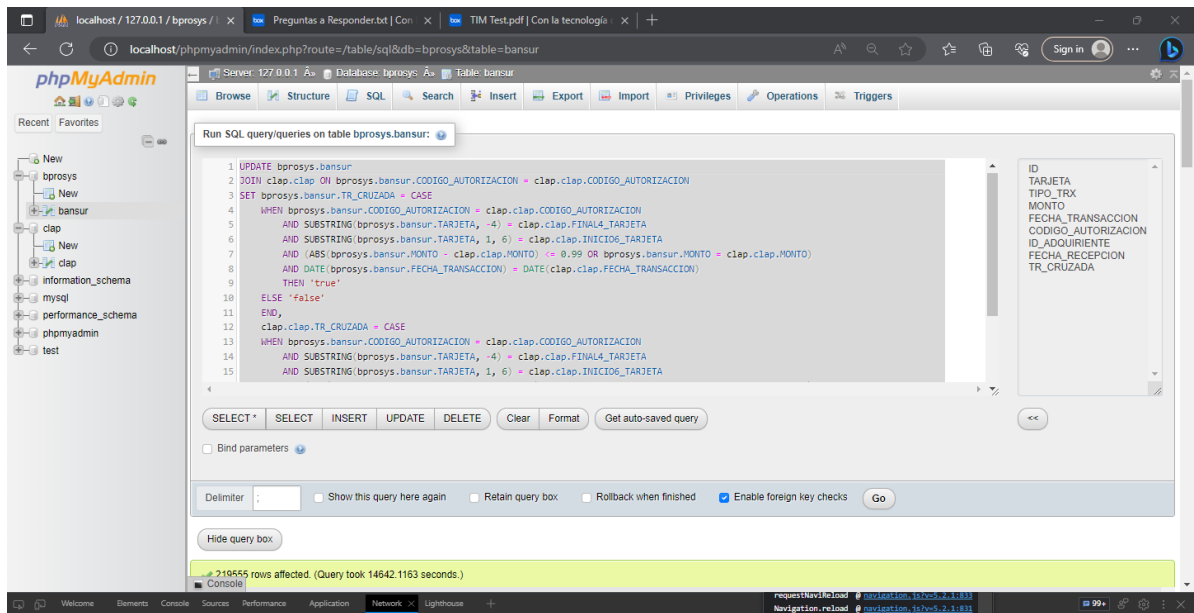 localhost / 127.0.0.1 / bprosys / b
Preguntas a Responder.txt | Con
TIM Test.pdf | Con la tecnología
localhost/phpmyadmin/index.php?route=/table/sql&db=bprosys&table=bansur
Sign in
phpMyAdmin
Recent Favorites
New
bprosys
New
bansur
clap
New
clap
information_schema
mysql
performance_schema
phpmyadmin
test
Server: 127.0.0.1 Â» Database: bprosys Â» Table: bansur
Browse Structure SQL Search Insert Export Import Privileges Operations Triggers
Run SQL query/queries on table bprosys.bansur:
1 UPDATE bprosys.bansur
2 JOIN clap.clap ON bprosys.bansur.CODIGO_AUTORIZACION = clap.clap.CODIGO_AUTORIZACION
3 SET bprosys.bansur.TR_CRUZADA = CASE
4 WHEN bprosys.bansur.CODIGO_AUTORIZACION = clap.clap.CODIGO_AUTORIZACION
5 AND SUBSTRING(bprosys.bansur.TARJETA, -4) = clap.clap.FINAL4_TARJETA
6 AND SUBSTRING(bprosys.bansur.TARJETA, 1, 6) = clap.clap.INICIO6_TARJETA
7 AND (ABS(bprosys.bansur.MONTO - clap.clap.MONTO) <= 0.99 OR bprosys.bansur.MONTO = clap.clap.MONTO)
8 AND DATE(bprosys.bansur.FECHA_TRANSACCION) = DATE(clap.clap.FECHA_TRANSACCION)
9 THEN 'true'
10 ELSE 'false'
11 END,
12 clap.clap.TR_CRUZADA = CASE
13 WHEN bprosys.bansur.CODIGO_AUTORIZACION = clap.clap.CODIGO_AUTORIZACION
14 AND SUBSTRING(bprosys.bansur.TARJETA, -4) = clap.clap.FINAL4_TARJETA
15 AND SUBSTRING(bprosys.bansur.TARJETA, 1, 6) = clap.clap.INICIO6_TARJETA
ID
TARJETA
TIPO_TRX
MONTO
FECHA_TRANSACCION
CODIGO_AUTORIZACION
ID_ADQUIRIENTE
FECHA_RECEPCION
TR_CRUZADA
SELECT * SELECT INSERT UPDATE DELETE Clear Format Get auto-saved query <<
Bind parameters
Delimiter ; Show this query here again Retain query box Rollback when finished Enable foreign key checks Go
Hide query box
219555 rows affected. (Query took 14642.1163 seconds.)
Console
requestNaviReload @ navigation.js?v=5.2.1:833
Navigation.reload @ navigation.js?v=5.2.1:831
Welcome Elements Console Sources Performance Application Network Lighthouse 99+